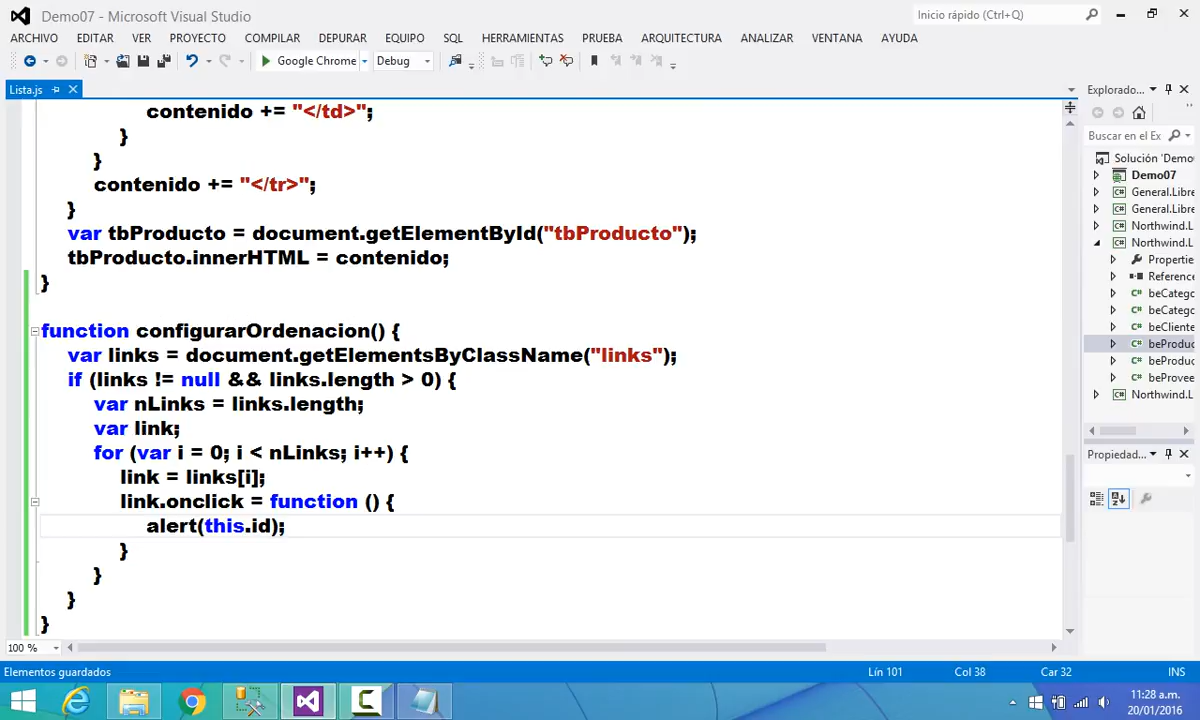 Demo07 - Microsoft Visual Studio
Inicio rápido (Ctrl+Q)
ARCHIVO EDITAR VER PROYECTO COMPILAR DEPURAR EQUIPO SQL HERRAMIENTAS PRUEBA ARQUITECTURA ANALIZAR VENTANA AYUDA
Google Chrome Debug
Lista.js
Explorado...
Buscar en el Ex
Solución 'Demo
Demo07
General.Libre
General.Libre
Northwind.L
Northwind.L
Propertie
Reference
beCatego
beCatego
beCliente
beProduc
beProduc
beProvee
Northwind.L
Propiedad...
contenido += "</td>";
}
}
contenido += "</tr>";
}
var tbProducto = document.getElementById("tbProducto");
tbProducto.innerHTML = contenido;
}
function configurarOrdenacion() {
var links = document.getElementsByClassName("links");
if (links != null && links.length > 0) {
var nLinks = links.length;
var link;
for (var i = 0; i < nLinks; i++) {
link = links[i];
link.onclick = function () {
alert(this.id);
}
}
}
}
100 %
Elementos guardados Lín 101 Col 38 Car 32 INS
11:28 a.m.
20/01/2016